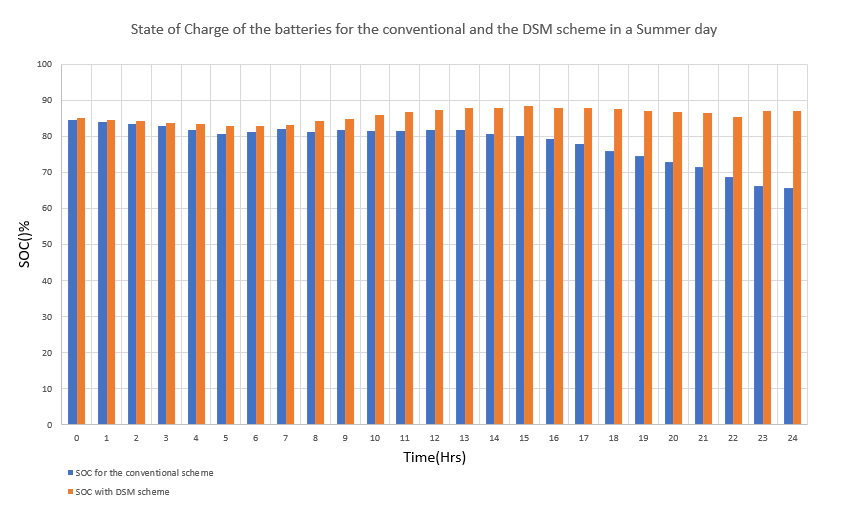 State of Charge of the batteries for the conventional and the DSM scheme in a Summer day
100
90
80
70
60
50
40
30
20
10
0
SOC()%
0 1 2 3 4 5 6 7 8 9 10 11 12 13 14 15 16 17 18 19 20 21 22 23 24
Time(Hrs)
SOC for the conventional scheme
SOC with DSM scheme